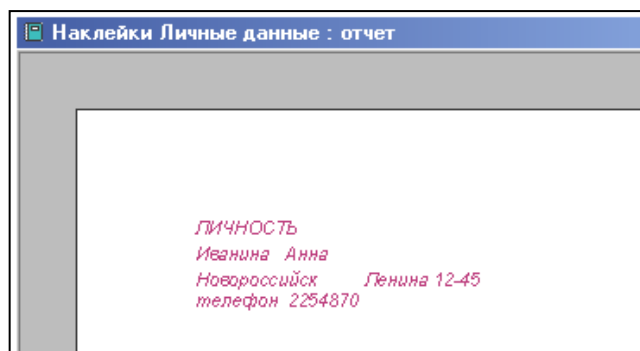 Наклейки Личные данные : отчет
ЛИЧНОСТЬ
Иванина Анна
Новороссийск Ленина 12-45
телефон 2254870